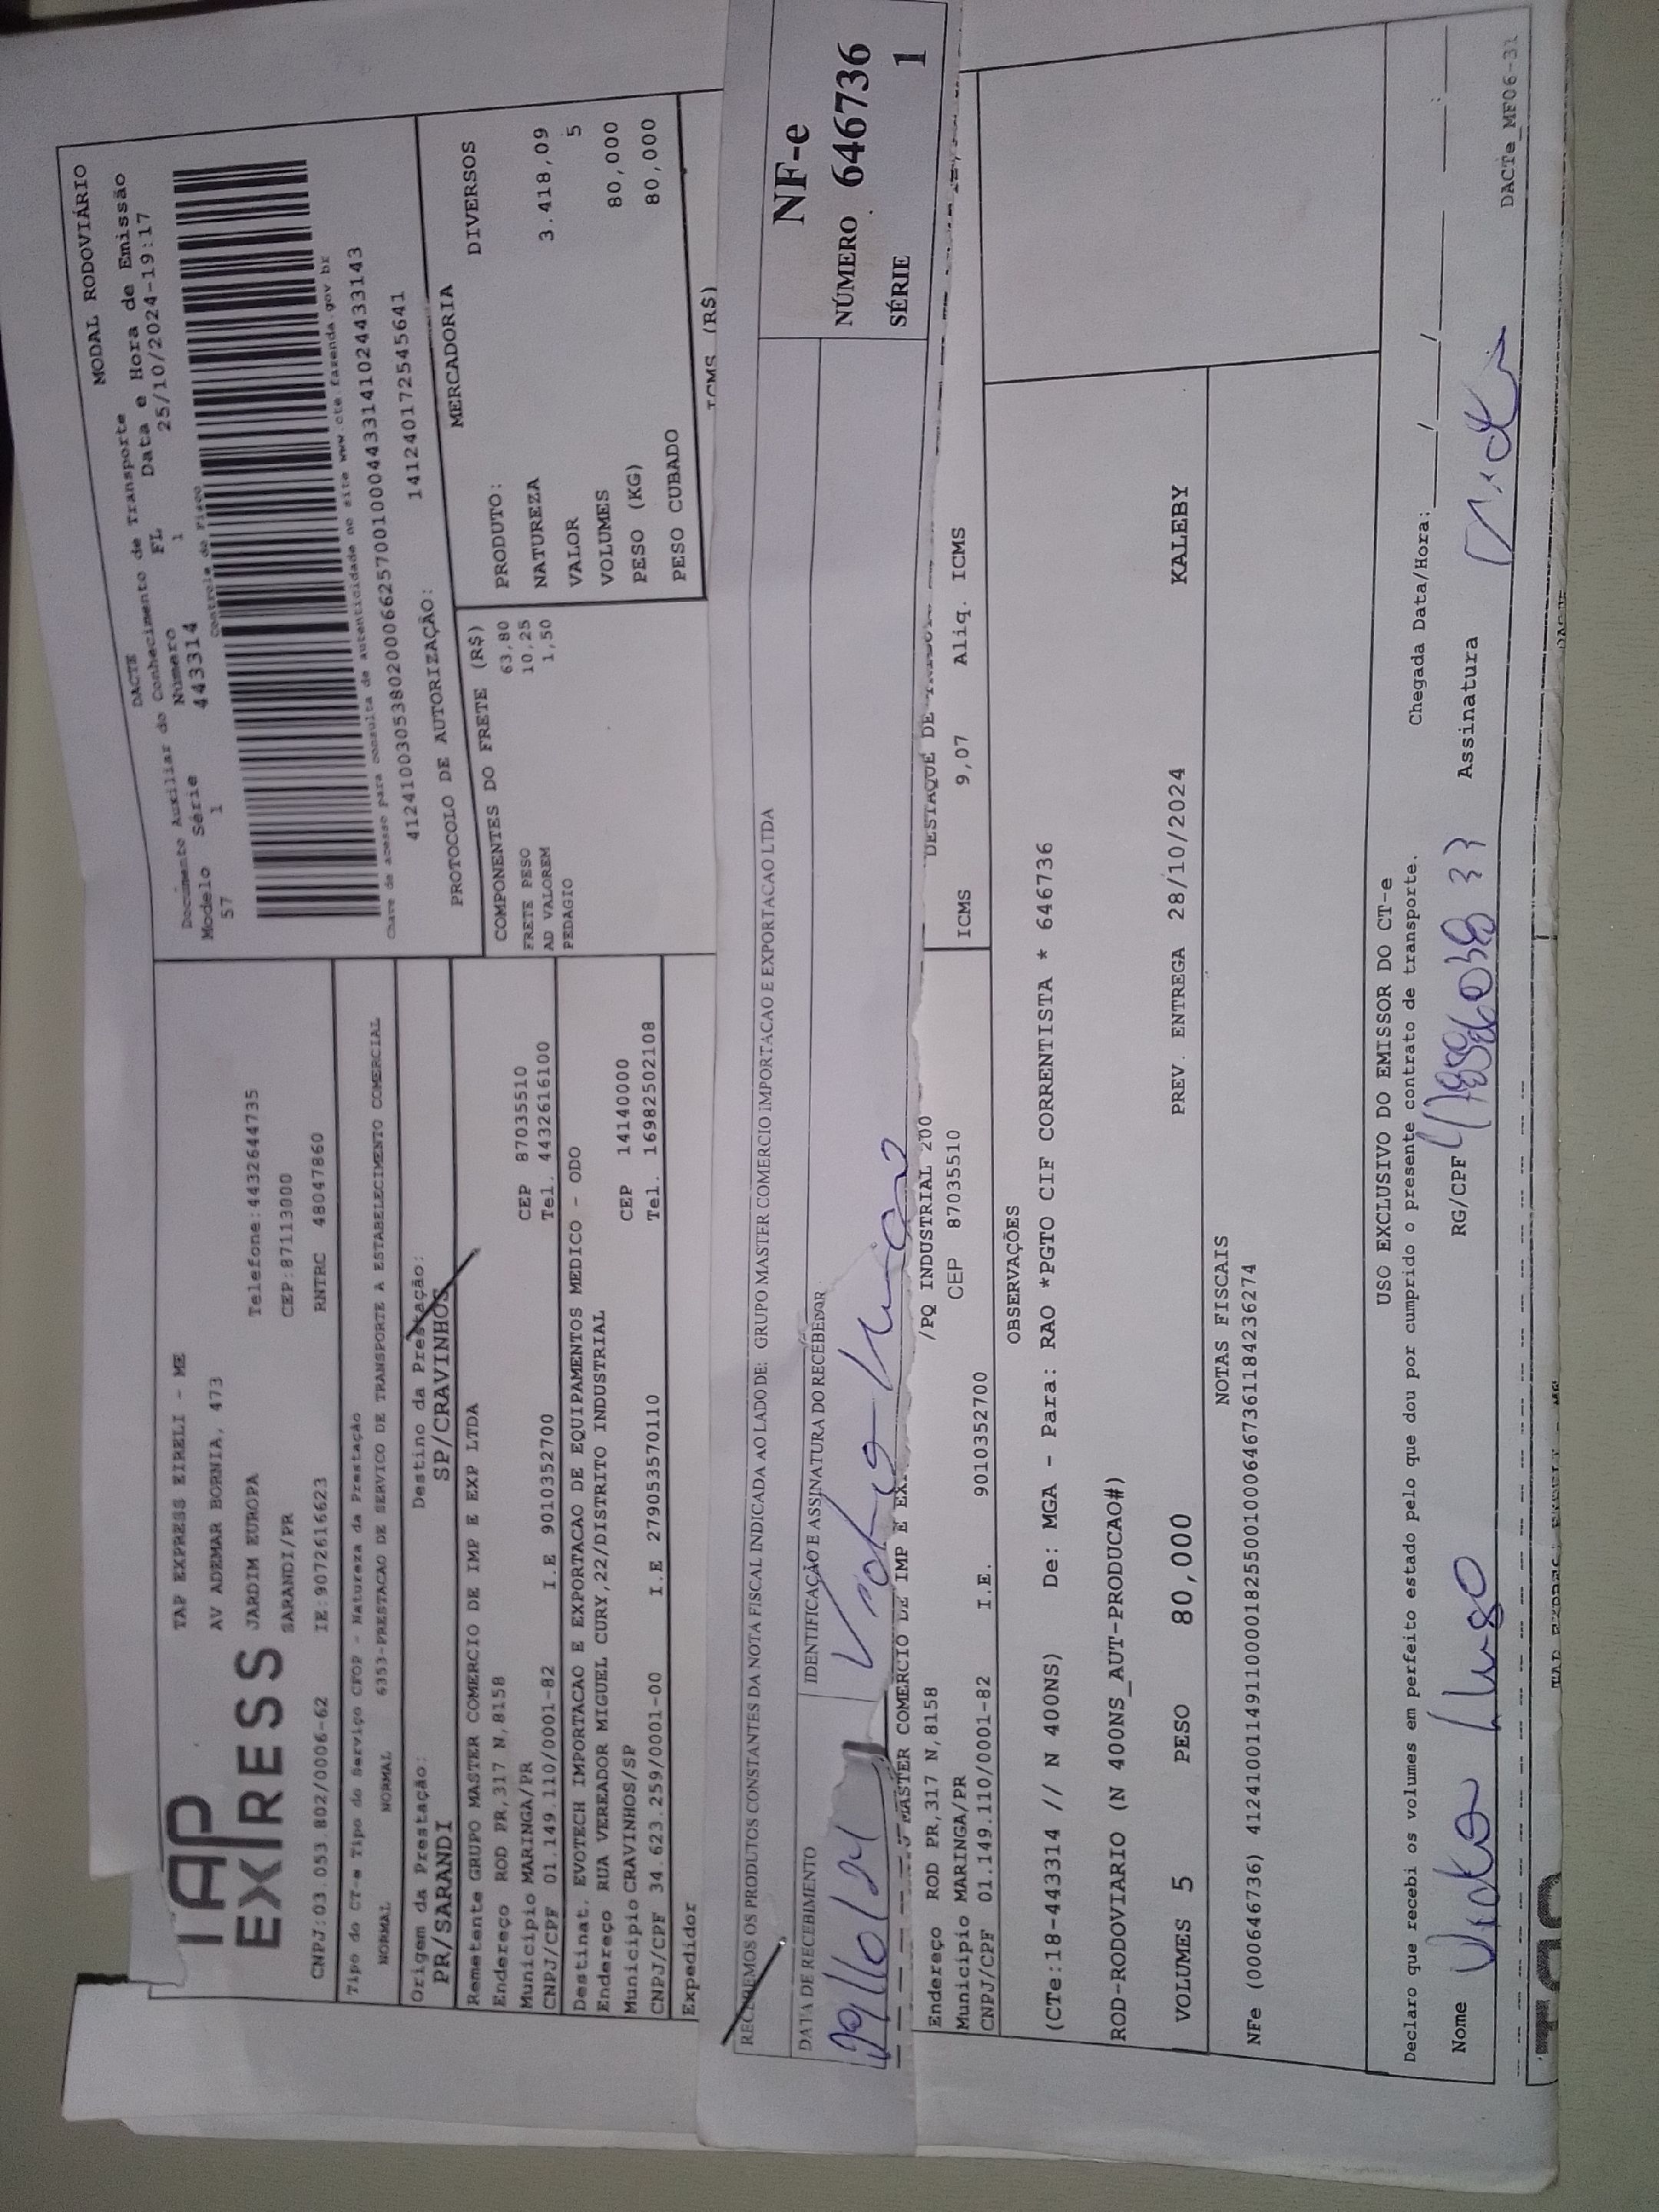 MODAL RODOVIÁRIO
DACTE
Documento Auxiliar do Conhecimento de Transporte
Modelo Série Número FL Data e Hora de Emissão
57 1 443314 1 25/10/2024-19:17
Controle do Fisco
Chave de acesso para consulta de autenticidade no site www.cte.fazenda.gov.br
41241003053802000662570010004433141024433143
PROTOCOLO DE AUTORIZAÇÃO: 141240172545641
TAP EXPRESS
TAP EXPRESS EIRELI - ME
AV ADEMAR BORNIA, 473
JARDIM EUROPA Telefone:4432644735
SARANDI/PR CEP:87113000
CNPJ:03.053.802/0006-62 IE:9072616623 RNTRC 48047860
Tipo do CT-e Tipo do Serviço CFOP - Natureza da Prestação
NORMAL NORMAL 6353-PRESTACAO DE SERVICO DE TRANSPORTE A ESTABELECIMENTO COMERCIAL
Origem da Prestação: Destino da Prestação:
PR/SARANDI SP/CRAVINHOS
Remetente GRUPO MASTER COMERCIO DE IMP E EXP LTDA
Endereço ROD PR,317 N,8158
Município MARINGA/PR CEP 87035510
CNPJ/CPF 01.149.110/0001-82 I.E 9010352700 Tel. 4432616100
Destinat. EVOTECH IMPORTACAO E EXPORTACAO DE EQUIPAMENTOS MEDICO - ODO
Endereço RUA VEREADOR MIGUEL CURY,22/DISTRITO INDUSTRIAL
Município CRAVINHOS/SP CEP 14140000
CNPJ/CPF 34.623.259/0001-00 I.E 279053570110 Tel. 16982502108
Expedidor
COMPONENTES DO FRETE (R$)
FRETE PESO 63,80
AD VALOREM 10,25
PEDAGIO 1,50
MERCADORIA
PRODUTO: DIVERSOS
NATUREZA
VALOR 3.418,09
VOLUMES 5
PESO (KG) 80,000
PESO CUBADO 80,000
ICMS (R$)
RECEBEMOS OS PRODUTOS CONSTANTES DA NOTA FISCAL INDICADA AO LADO DE: GRUPO MASTER COMERCIO IMPORTACAO E EXPORTACAO LTDA
DATA DE RECEBIMENTO IDENTIFICAÇÃO E ASSINATURA DO RECEBEDOR
NF-e
NÚMERO 646736
SÉRIE 1
MASTER COMERCIO DE IMP E EX
DESTAQUE DE
Endereço ROD PR,317 N,8158 /PQ INDUSTRIAL 200
Município MARINGA/PR CEP 87035510
CNPJ/CPF 01.149.110/0001-82 I.E. 9010352700
ICMS 9,07 Aliq. ICMS
OBSERVAÇÕES
(CTe:18-443314 // N 400NS) De: MGA - Para: RAO *PGTO CIF CORRENTISTA * 646736
ROD-RODOVIARIO (N 400NS_AUT-PRODUCAO#)
VOLUMES 5 PESO 80,000 PREV. ENTREGA 28/10/2024 KALEBY
NOTAS FISCAIS
NFe (000646736) 41241001149110000182550010006467361184236274
USO EXCLUSIVO DO EMISSOR DO CT-e
Declaro que recebi os volumes em perfeito estado pelo que dou por cumprido o presente contrato de transporte.
Chegada Data/Hora: / / :
Nome RG/CPF Assinatura
DACTe_MF06-31